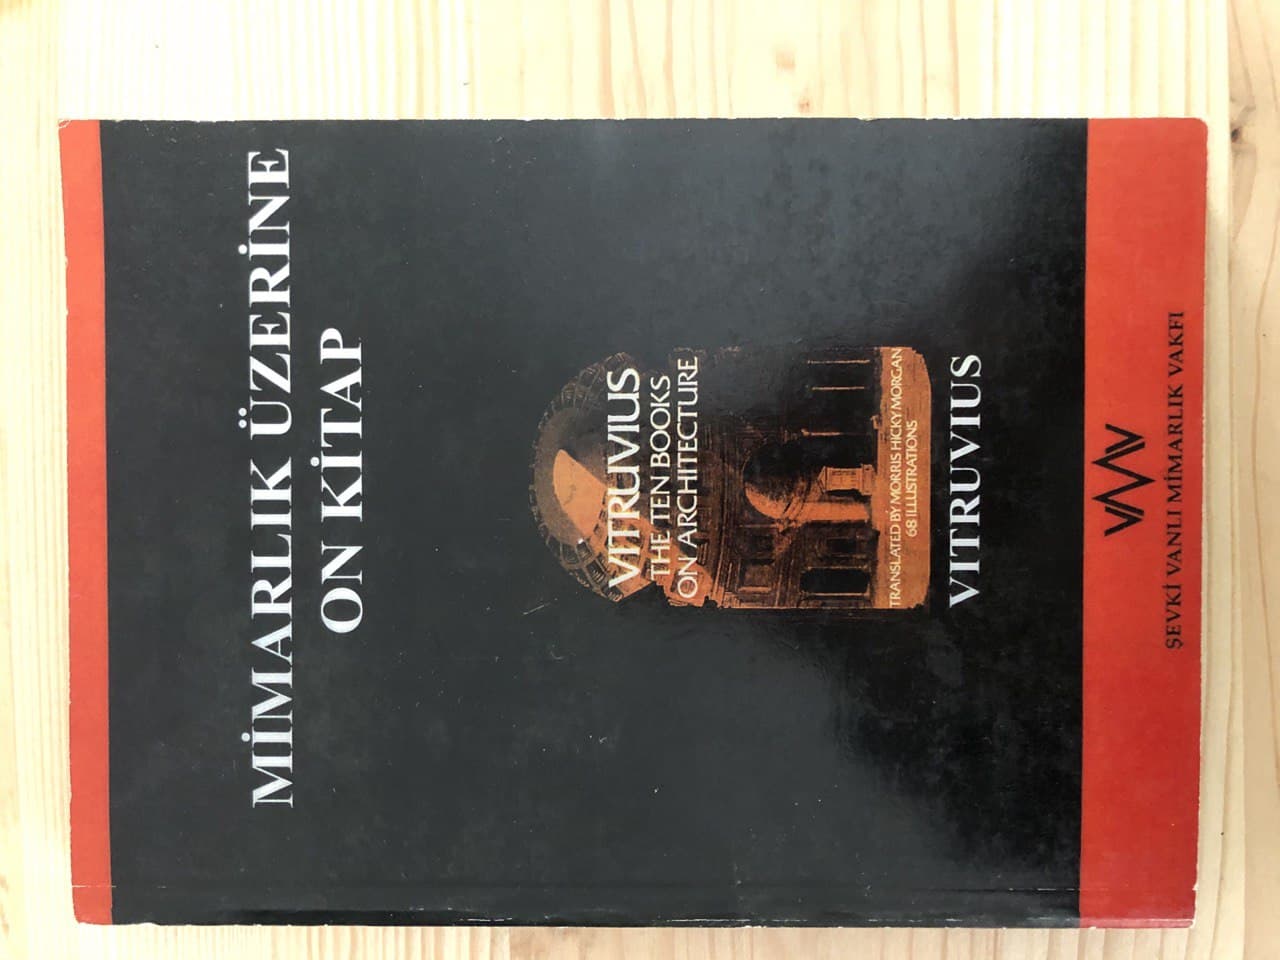 MİMARLIK ÜZERİNE
ON KİTAP
VITRUVIUS
THE TEN BOOKS
ON ARCHITECTURE
TRANSLATED BY MORRIS HICKY MORGAN
68 ILLUSTRATIONS
VITRUVIUS
ŞEVKİ VANLI MİMARLIK VAKFI